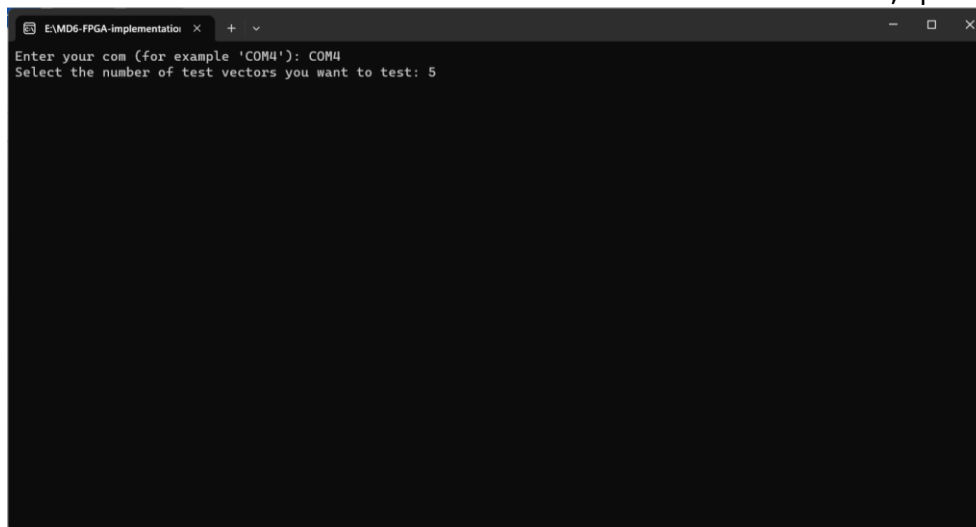 E:\MD6-FPGA-implementatio
Enter your com (for example 'COM4'): COM4
Select the number of test vectors you want to test: 5